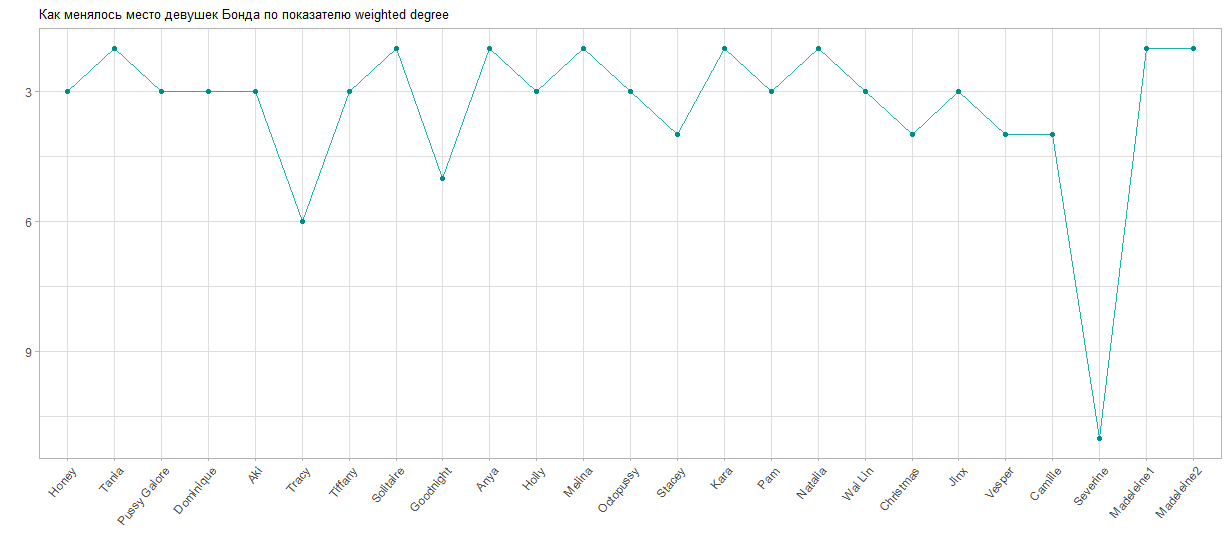 Как менялось место девушек Бонда по показателю weighted degree
3
6
9
Honey
Tania
Pussy Galore
Dominique
Aki
Tracy
Tiffany
Solitaire
Goodnight
Anya
Holly
Melina
Octopussy
Stacey
Kara
Pam
Natalia
Wai Lin
Christmas
Jinx
Vesper
Camille
Severine
Madeleine1
Madeleine2